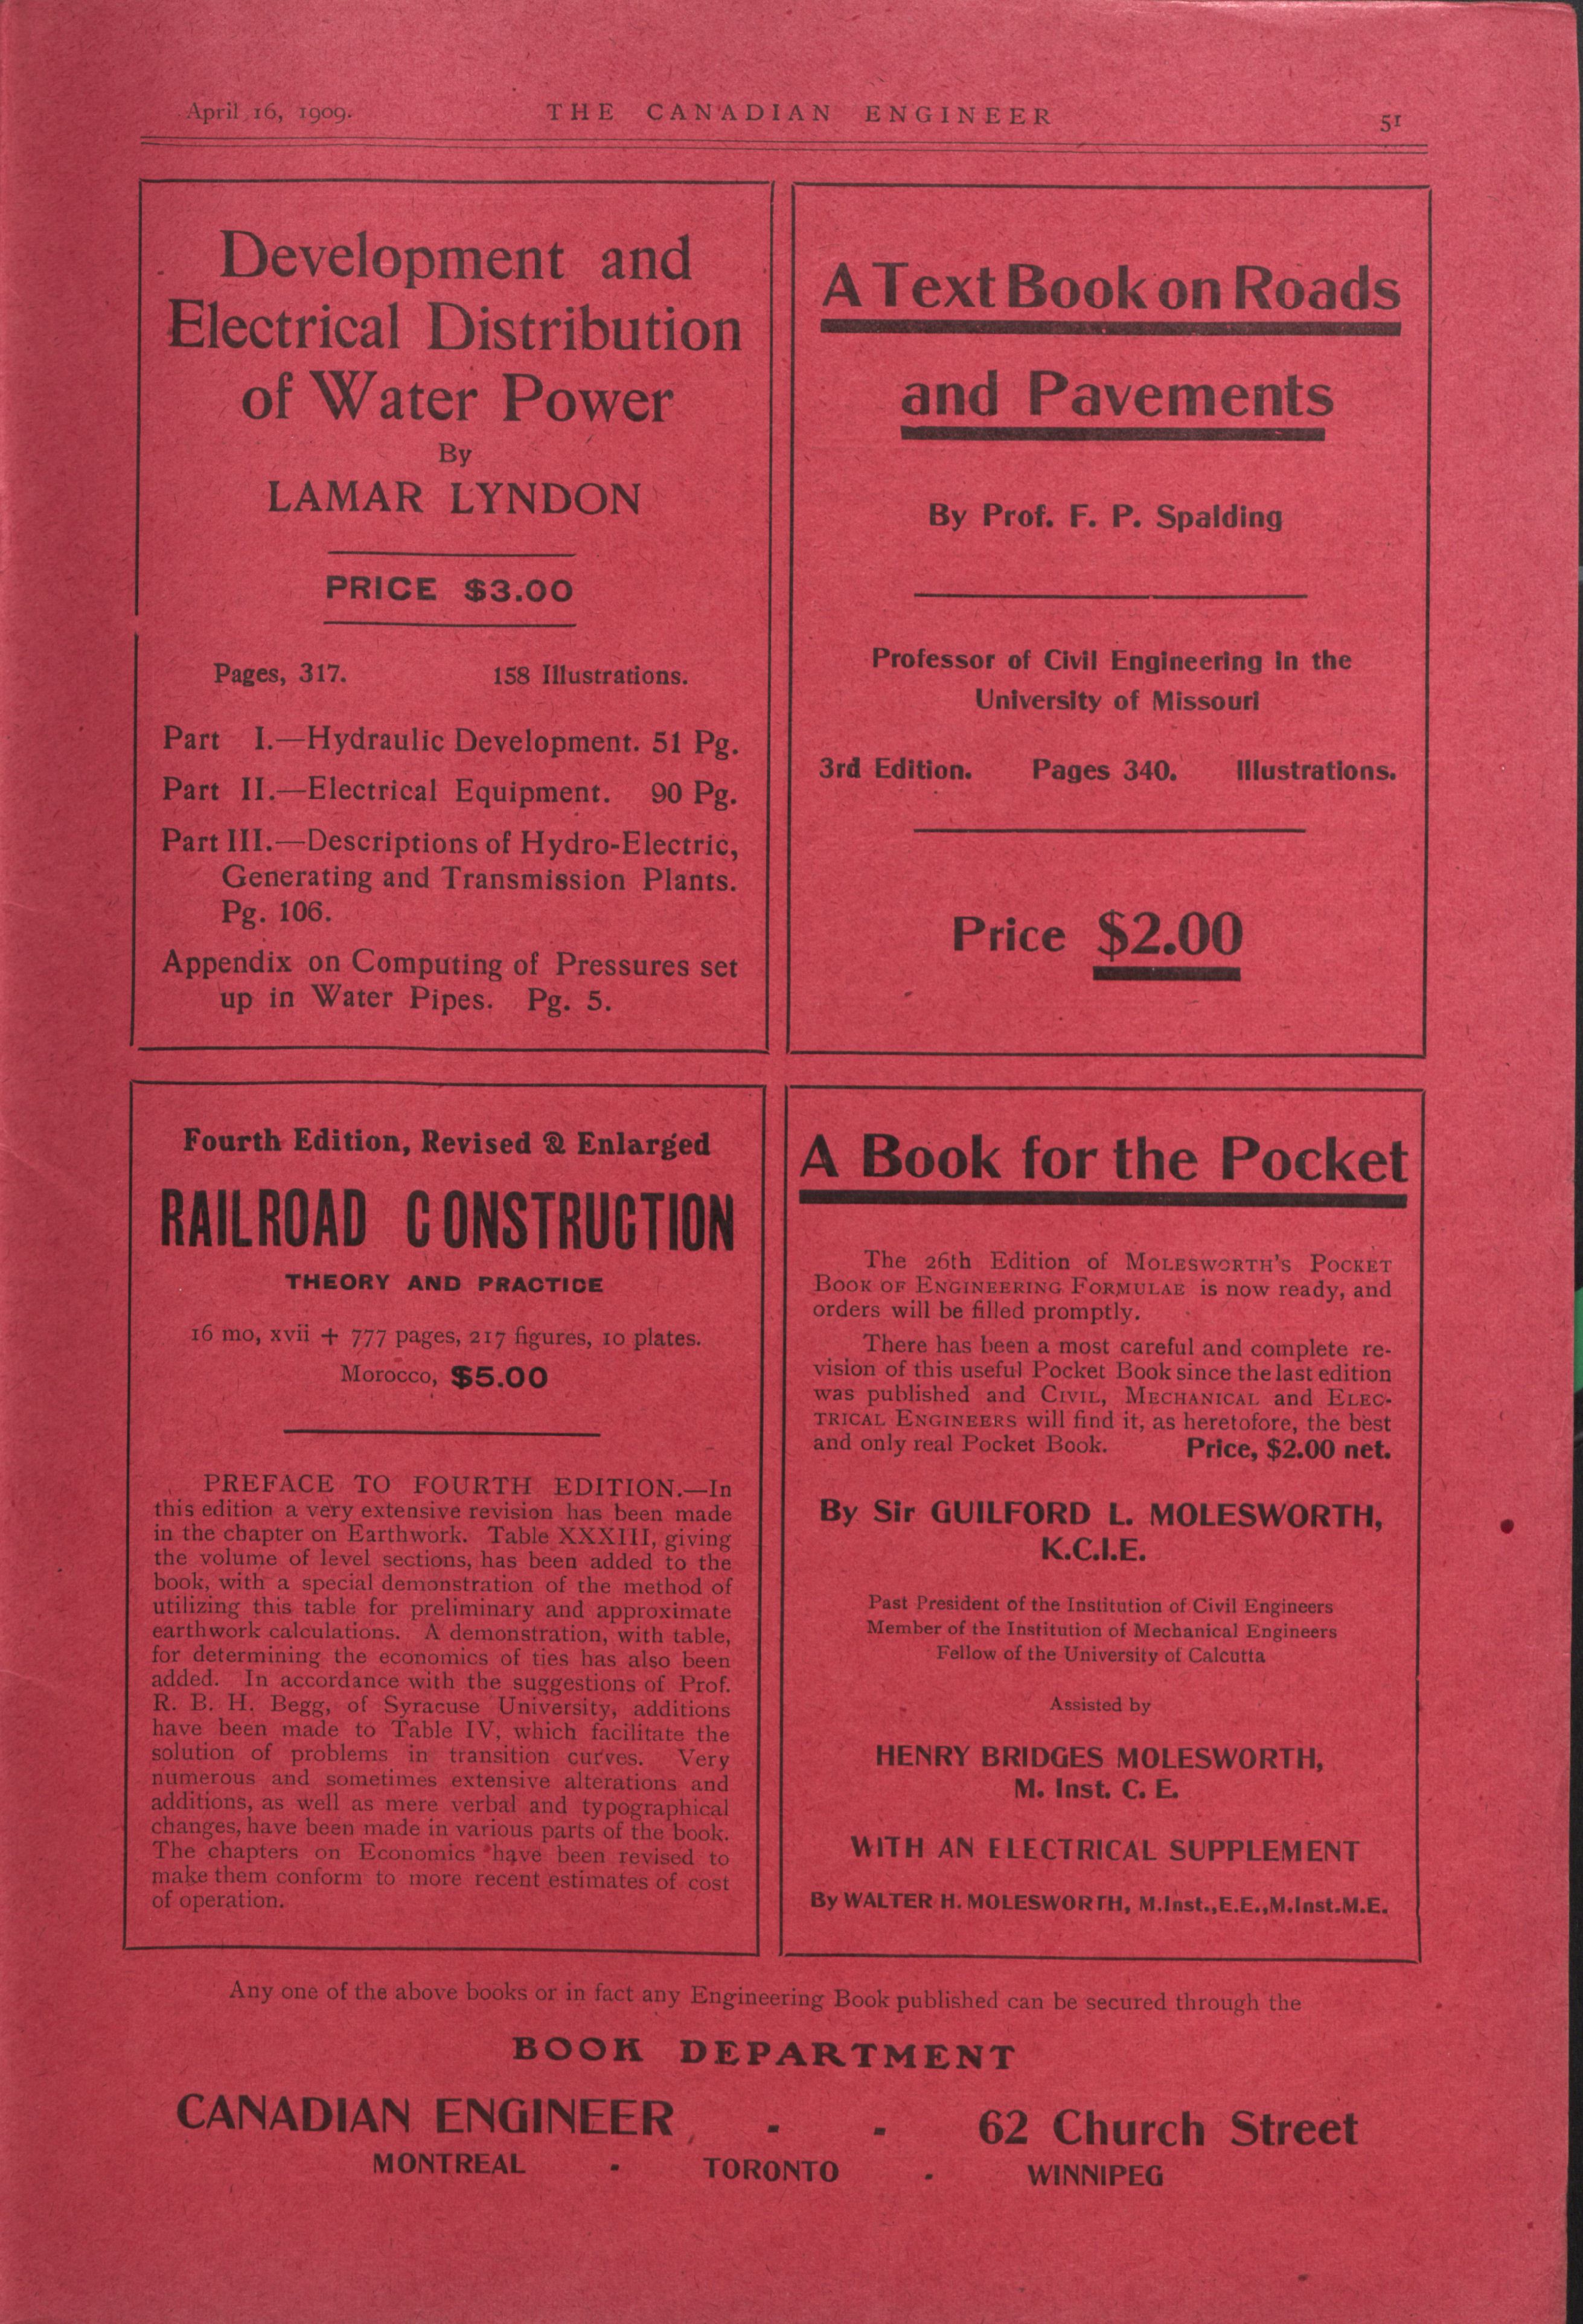 April 16, 1909.
THE CANADIAN ENGINEER
51
Development and
Electrical Distribution
of Water Power
By
LAMAR LYNDON
PRICE $3.00
Pages, 317. 158 Illustrations.
Part I.—Hydraulic Development. 51 Pg.
Part II.—Electrical Equipment. 90 Pg.
Part III.—Descriptions of Hydro-Electric,
Generating and Transmission Plants.
Pg. 106.
Appendix on Computing of Pressures set
up in Water Pipes. Pg. 5.
A Text Book on Roads
and Pavements
By Prof. F. P. Spalding
Professor of Civil Engineering in the
University of Missouri
3rd Edition. Pages 340. Illustrations.
Price $2.00
Fourth Edition, Revised & Enlarged
RAILROAD CONSTRUCTION
THEORY AND PRACTICE
16 mo, xvii + 777 pages, 217 figures, 10 plates.
Morocco, $5.00
PREFACE TO FOURTH EDITION.—In
this edition a very extensive revision has been made
in the chapter on Earthwork. Table XXXIII, giving
the volume of level sections, has been added to the
book, with a special demonstration of the method of
utilizing this table for preliminary and approximate
earthwork calculations. A demonstration, with table,
for determining the economics of ties has also been
added. In accordance with the suggestions of Prof.
R. B. H. Begg, of Syracuse University, additions
have been made to Table IV, which facilitate the
solution of problems in transition curves. Very
numerous and sometimes extensive alterations and
additions, as well as mere verbal and typographical
changes, have been made in various parts of the book.
The chapters on Economics have been revised to
make them conform to more recent estimates of cost
of operation.
A Book for the Pocket
The 26th Edition of MOLESWORTH'S POCKET
BOOK OF ENGINEERING FORMULAE is now ready, and
orders will be filled promptly.
There has been a most careful and complete re-
vision of this useful Pocket Book since the last edition
was published and CIVIL, MECHANICAL and ELEC-
TRICAL ENGINEERS will find it, as heretofore, the best
and only real Pocket Book. Price, $2.00 net.
By Sir GUILFORD L. MOLESWORTH,
K.C.I.E.
Past President of the Institution of Civil Engineers
Member of the Institution of Mechanical Engineers
Fellow of the University of Calcutta
Assisted by
HENRY BRIDGES MOLESWORTH,
M. Inst. C. E.
WITH AN ELECTRICAL SUPPLEMENT
By WALTER H. MOLESWORTH, M.Inst.,E.E.,M.Inst.M.E.
Any one of the above books or in fact any Engineering Book published can be secured through the
BOOK DEPARTMENT
CANADIAN ENGINEER - - 62 Church Street
MONTREAL - TORONTO - WINNIPEG